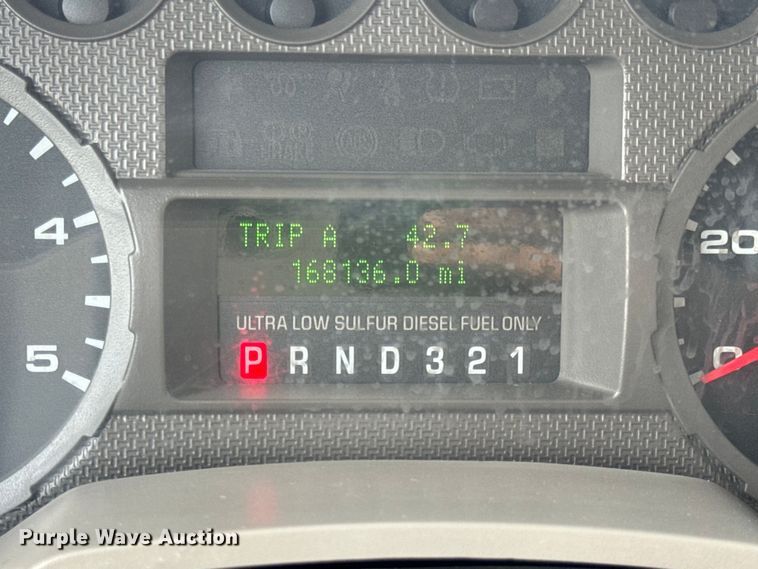 4
5
TRIP A 42.7
168136.0 mi
ULTRA LOW SULFUR DIESEL FUEL ONLY
P R N D 3 2 1
20
0
Purple Wave Auction